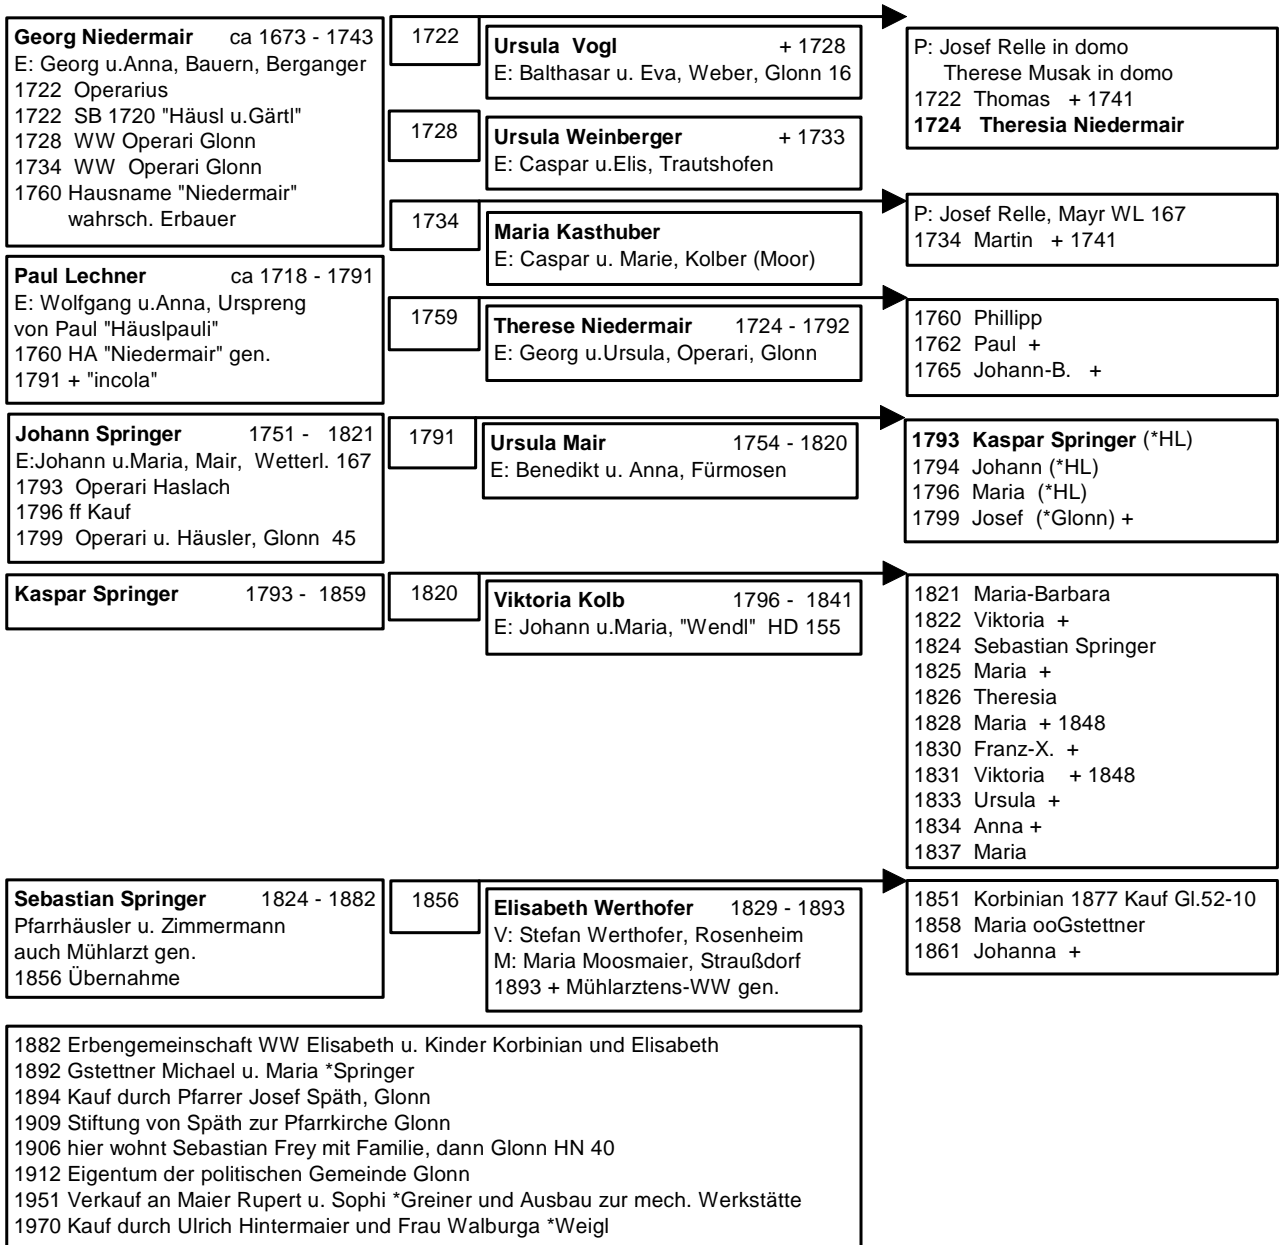 Georg Niedermair ca 1673 - 1743
E: Georg u.Anna, Bauern, Berganger
1722 Operarius
1722 SB 1720 "Häusl u.Gärtl"
1728 WW Operari Glonn
1734 WW Operari Glonn
1760 Hausname "Niedermair"
wahrsch. Erbauer
1722
Ursula Vogl + 1728
E: Balthasar u. Eva, Weber, Glonn 16
P: Josef Relle in domo
Therese Musak in domo
1722 Thomas + 1741
1724 Theresia Niedermair
1728
Ursula Weinberger + 1733
E: Caspar u.Elis, Trautshofen
1734
Maria Kasthuber
E: Caspar u. Marie, Kolber (Moor)
P: Josef Relle, Mayr WL 167
1734 Martin + 1741
Paul Lechner ca 1718 - 1791
E: Wolfgang u.Anna, Urspreng
von Paul "Häuslpauli"
1760 HA "Niedermair" gen.
1791 + "incola"
1759
Therese Niedermair 1724 - 1792
E: Georg u.Ursula, Operari, Glonn
1760 Phillipp
1762 Paul +
1765 Johann-B. +
Johann Springer 1751 - 1821
E:Johann u.Maria, Mair, Wetterl. 167
1793 Operari Haslach
1796 ff Kauf
1799 Operari u. Häusler, Glonn 45
1791
Ursula Mair 1754 - 1820
E: Benedikt u. Anna, Fürmosen
1793 Kaspar Springer (*HL)
1794 Johann (*HL)
1796 Maria (*HL)
1799 Josef (*Glonn) +
Kaspar Springer 1793 - 1859
1820
Viktoria Kolb 1796 - 1841
E: Johann u.Maria, "Wendl" HD 155
1821 Maria-Barbara
1822 Viktoria +
1824 Sebastian Springer
1825 Maria +
1826 Theresia
1828 Maria + 1848
1830 Franz-X. +
1831 Viktoria + 1848
1833 Ursula +
1834 Anna +
1837 Maria
Sebastian Springer 1824 - 1882
Pfarrhäusler u. Zimmermann
auch Mühlarzt gen.
1856 Übernahme
1856
Elisabeth Werthofer 1829 - 1893
V: Stefan Werthofer, Rosenheim
M: Maria Moosmaier, Straußdorf
1893 + Mühlarztens-WW gen.
1851 Korbinian 1877 Kauf Gl.52-10
1858 Maria ooGstettner
1861 Johanna +
1882 Erbengemeinschaft WW Elisabeth u. Kinder Korbinian und Elisabeth
1892 Gstettner Michael u. Maria *Springer
1894 Kauf durch Pfarrer Josef Späth, Glonn
1909 Stiftung von Späth zur Pfarrkirche Glonn
1906 hier wohnt Sebastian Frey mit Familie, dann Glonn HN 40
1912 Eigentum der politischen Gemeinde Glonn
1951 Verkauf an Maier Rupert u. Sophi *Greiner und Ausbau zur mech. Werkstätte
1970 Kauf durch Ulrich Hintermaier und Frau Walburga *Weigl